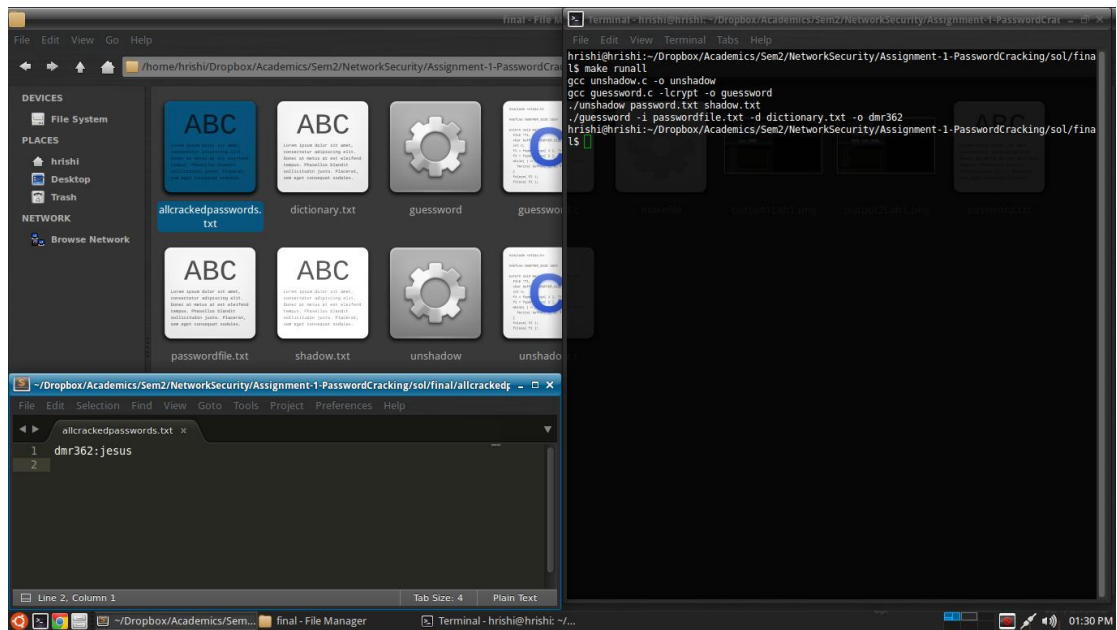 final - File M
File Edit View Go Help
/home/hrishi/Dropbox/Academics/Sem2/NetworkSecurity/Assignment-1-PasswordCra
DEVICES
File System
PLACES
hrishi
Desktop
Trash
NETWORK
Browse Network
ABC
ABC
allcrackedpasswords.
txt
dictionary.txt
guessword
guesswo
ABC
ABC
passwordfile.txt
shadow.txt
unshadow
unshado
Terminal - hrishi@hrishi: ~/Dropbox/Academics/Sem2/NetworkSecurity/Assignment-1-PasswordCrac
File Edit View Terminal Tabs Help
hrishi@hrishi:~/Dropbox/Academics/Sem2/NetworkSecurity/Assignment-1-PasswordCracking/sol/fina
l$ make runall
gcc unshadow.c -o unshadow
gcc guessword.c -lcrypt -o guessword
./unshadow password.txt shadow.txt
./guessword -i passwordfile.txt -d dictionary.txt -o dmr362
hrishi@hrishi:~/Dropbox/Academics/Sem2/NetworkSecurity/Assignment-1-PasswordCracking/sol/fina
l$
~/Dropbox/Academics/Sem2/NetworkSecurity/Assignment-1-PasswordCracking/sol/final/allcrackedp
File Edit Selection Find View Goto Tools Project Preferences Help
allcrackedpasswords.txt ×
1 dmr362:jesus
2
Line 2, Column 1 Tab Size: 4 Plain Text
~/Dropbox/Academics/Sem... final - File Manager Terminal - hrishi@hrishi: ~/... 01:30 PM